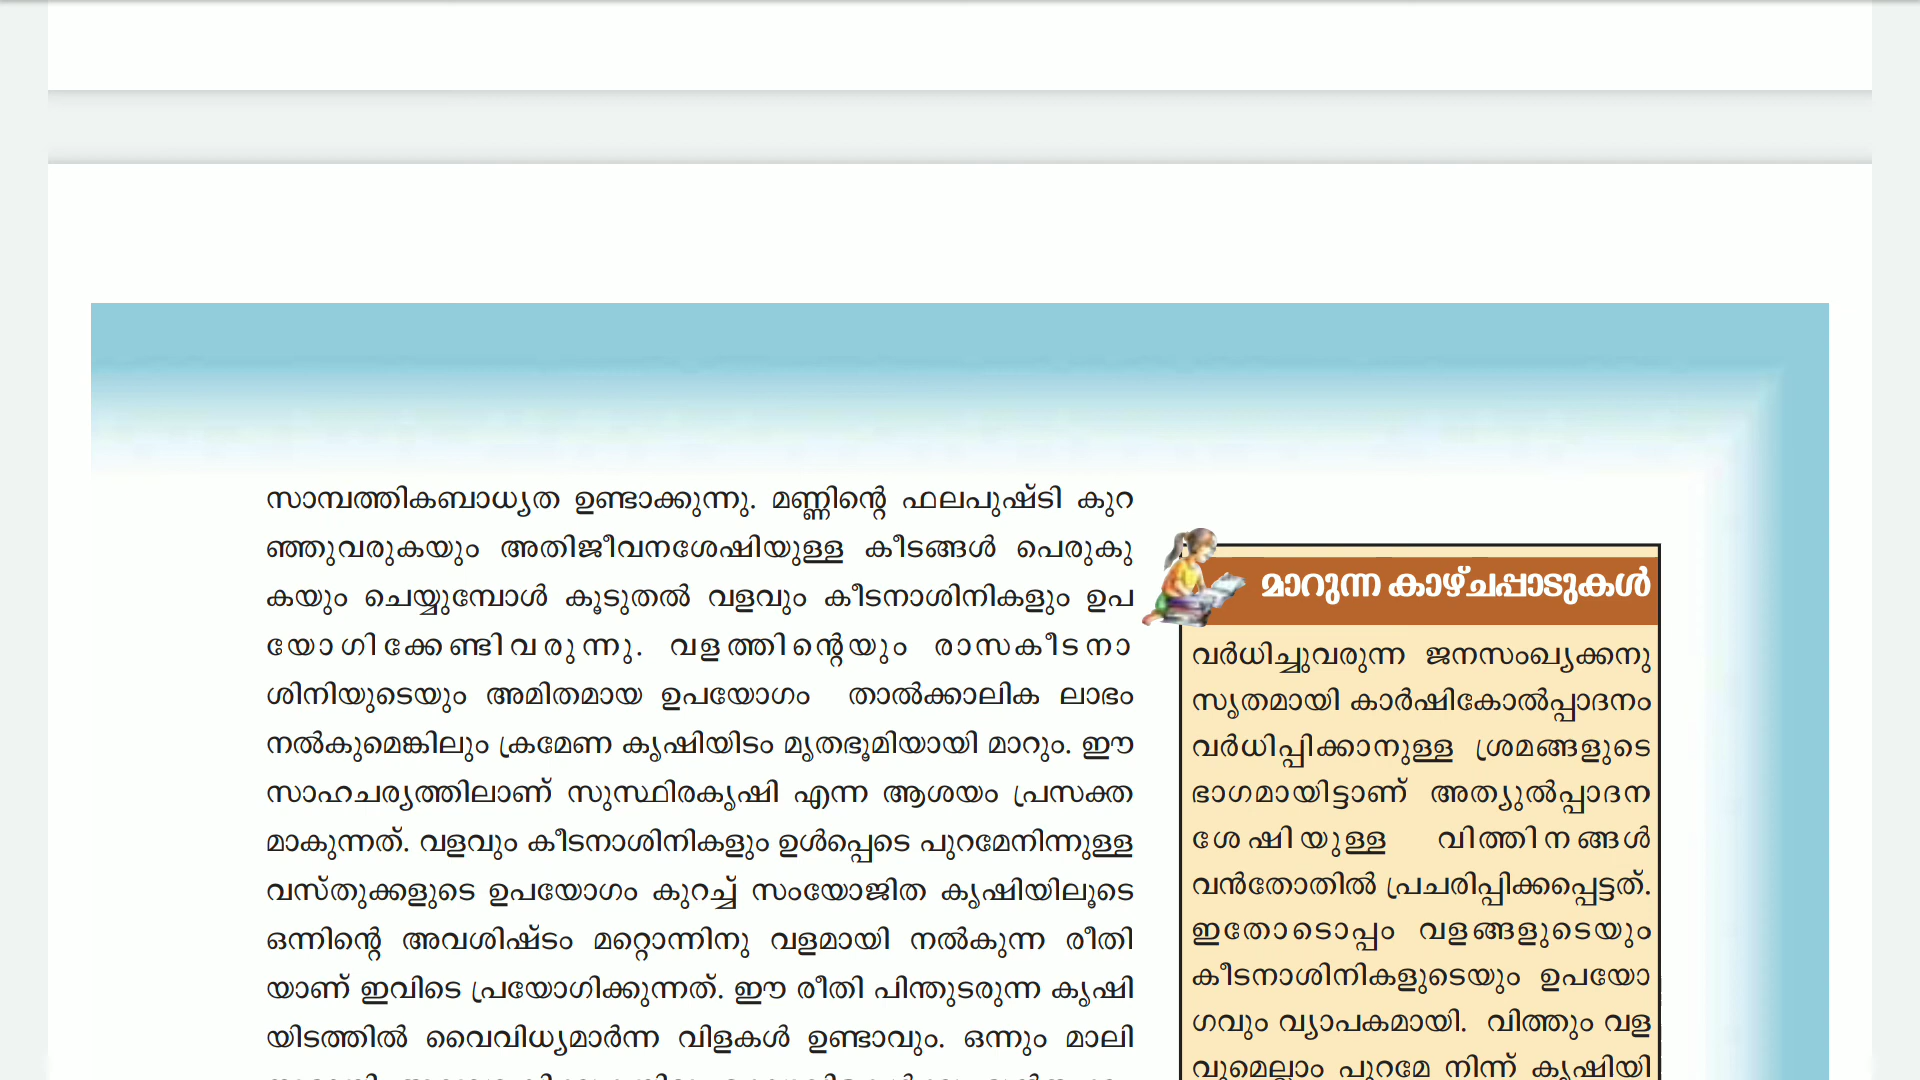 സാമ്പത്തികബാധ്യത ഉണ്ടാക്കുന്നു. മണ്ണിന്റെ ഫലപുഷ്ടി കുറ
ഞ്ഞുവരുകയും അതിജീവനശേഷിയുള്ള കീടങ്ങൾ പെരുകു
കയും ചെയ്യുമ്പോൾ കൂടുതൽ വളവും കീടനാശിനികളും ഉപ
യോഗിക്കേണ്ടിവരുന്നു. വളത്തിന്റെയും രാസകീടനാ
ശിനിയുടെയും അമിതമായ ഉപയോഗം താൽക്കാലിക ലാഭം
നൽകുമെങ്കിലും ക്രമേണ കൃഷിയിടം മൃതഭൂമിയായി മാറും. ഈ
സാഹചര്യത്തിലാണ് സുസ്ഥിരകൃഷി എന്ന ആശയം പ്രസക്ത
മാകുന്നത്. വളവും കീടനാശിനികളും ഉൾപ്പെടെ പുറമേനിന്നുള്ള
വസ്തുക്കളുടെ ഉപയോഗം കുറച്ച് സംയോജിത കൃഷിയിലൂടെ
ഒന്നിന്റെ അവശിഷ്ടം മറ്റൊന്നിനു വളമായി നൽകുന്ന രീതി
യാണ് ഇവിടെ പ്രയോഗിക്കുന്നത്. ഈ രീതി പിന്തുടരുന്ന കൃഷി
യിടത്തിൽ വൈവിധ്യമാർന്ന വിളകൾ ഉണ്ടാവും. ഒന്നും മാലി
മാറുന്ന കാഴ്ചപ്പാടുകൾ
വർധിച്ചുവരുന്ന ജനസംഖ്യക്കനു
സൃതമായി കാർഷികോൽപ്പാദനം
വർധിപ്പിക്കാനുള്ള ശ്രമങ്ങളുടെ
ഭാഗമായിട്ടാണ് അത്യുൽപ്പാദന
ശേഷിയുള്ള വിത്തിനങ്ങൾ
വൻതോതിൽ പ്രചരിപ്പിക്കപ്പെട്ടത്.
ഇതോടൊപ്പം വളങ്ങളുടെയും
കീടനാശിനികളുടെയും ഉപയോ
ഗവും വ്യാപകമായി. വിത്തും വള
വുമെല്ലാം പുറമേ നിന്ന് കൃഷിയി